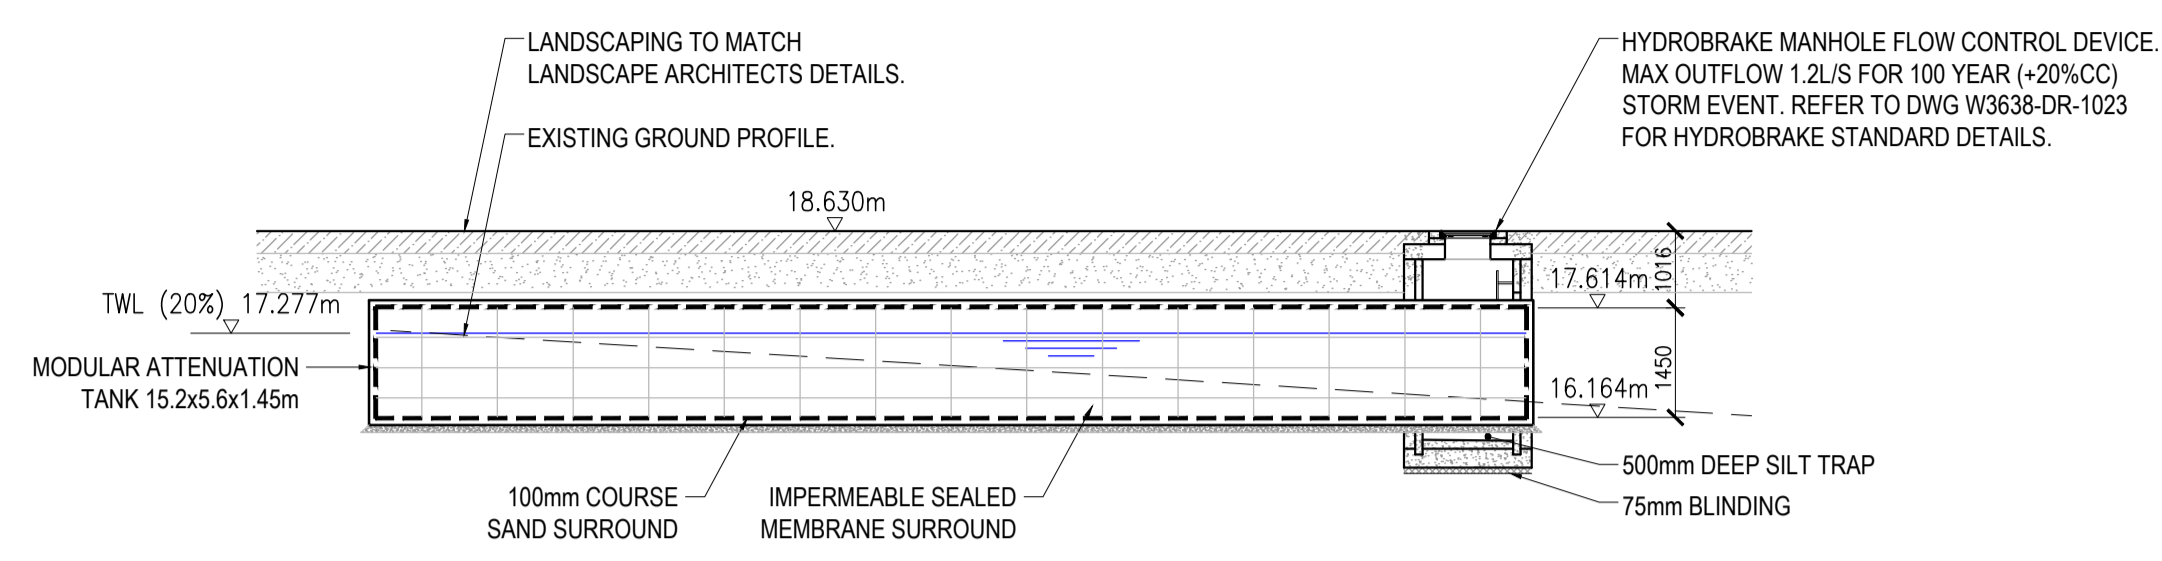 LANDSCAPING TO MATCH
LANDSCAPE ARCHITECTS DETAILS.
EXISTING GROUND PROFILE.
HYDROBRAKE MANHOLE FLOW CONTROL DEVICE.
MAX OUTFLOW 1.2L/S FOR 100 YEAR (+20%CC)
STORM EVENT. REFER TO DWG W3638-DR-1023
FOR HYDROBRAKE STANDARD DETAILS.
18.630m
TWL (20%) 17.277m
17.614m
1016
MODULAR ATTENUATION
TANK 15.2x5.6x1.45m
1450
16.164m
100mm COURSE
SAND SURROUND
IMPERMEABLE SEALED
MEMBRANE SURROUND
500mm DEEP SILT TRAP
75mm BLINDING